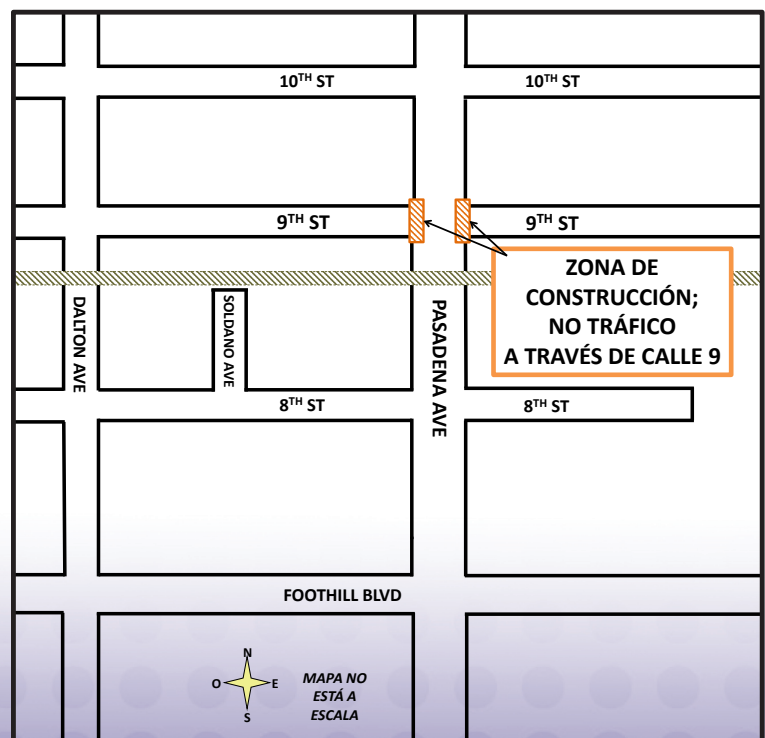 10TH ST
10TH ST
9TH ST
9TH ST
ZONA DE
CONSTRUCCIÓN;
NO TRÁFICO
A TRAVÉS DE CALLE 9
DALTON AVE
SOLDANO AVE
PASADENA AVE
8TH ST
8TH ST
FOOTHILL BLVD
N
O
E
S
MAPA NO
ESTÁ A
ESCALA